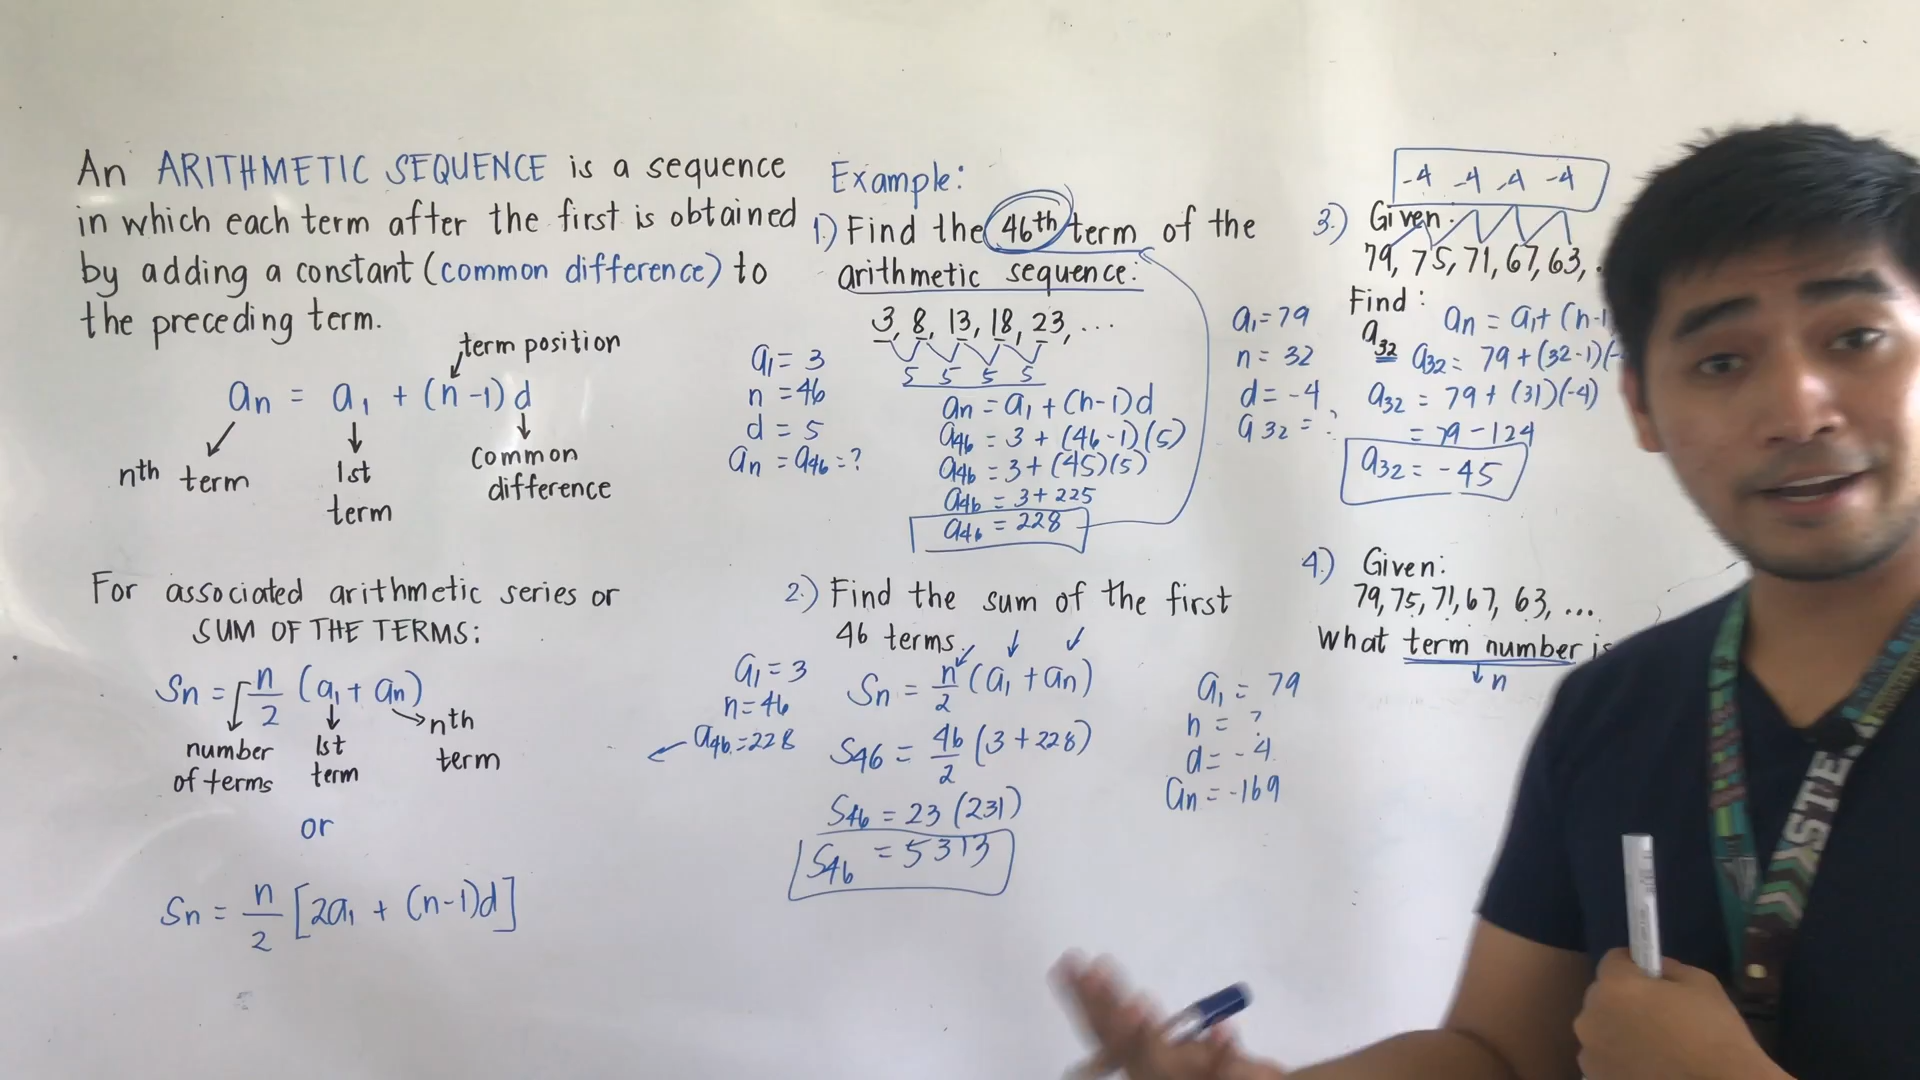 An ARITHMETIC SEQUENCE is a sequence
in which each term after the first is obtained
by adding a constant (common difference) to
the preceding term.
term position
an = a₁ + (n-1)d
nth term
1st
term
common
difference
For associated arithmetic series or
SUM OF THE TERMS:
Sn = n/2 (a₁ + an)
number
of terms
1st
term
nth
term
or
Sn = n/2 [2a₁ + (n-1)d]
Example:
1.) Find the 46th term of the
arithmetic sequence:
3, 8, 13, 18, 23, ...
5 5 5 5
a₁ = 3
n = 46
d = 5
an = a46 = ?
an = a₁ + (n-1)d
a46 = 3 + (46-1)(5)
a46 = 3 + (45)(5)
a46 = 3 + 225
a46 = 228
2.) Find the sum of the first
46 terms.
a₁ = 3
n = 46
a46 = 228
Sn = n/2 (a₁ + an)
S46 = 46/2 (3 + 228)
S46 = 23 (231)
S46 = 5313
-4 -4 -4 -4
3.) Given:
79, 75, 71, 67, 63,
Find:
a32
a₁ = 79
n = 32
d = -4
a32 = ?
an = a₁ + (n-1
a32 = 79 + (32-1)(-
a32 = 79 + (31)(-4)
= 79 - 124
a32 = -45
4.) Given:
79, 75, 71, 67, 63, ...
What term number is
n
a₁ = 79
n = ?
d = -4
an = -169